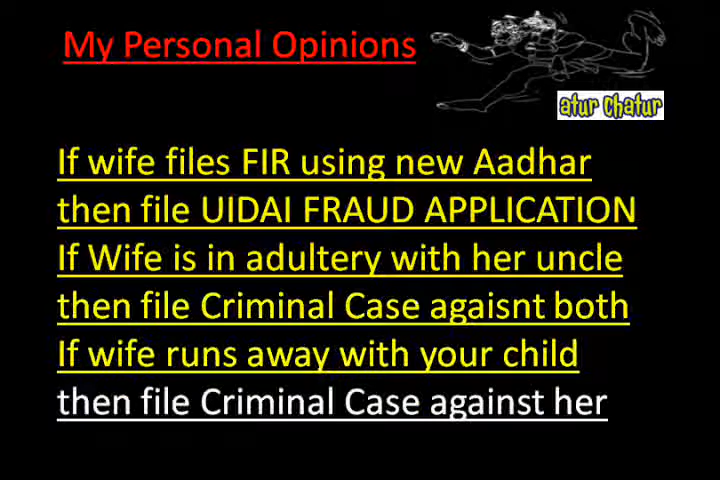 My Personal Opinions
atur Chatur
If wife files FIR using new Aadhar
then file UIDAI FRAUD APPLICATION
If Wife is in adultery with her uncle
then file Criminal Case agaisnt both
If wife runs away with your child
then file Criminal Case against her